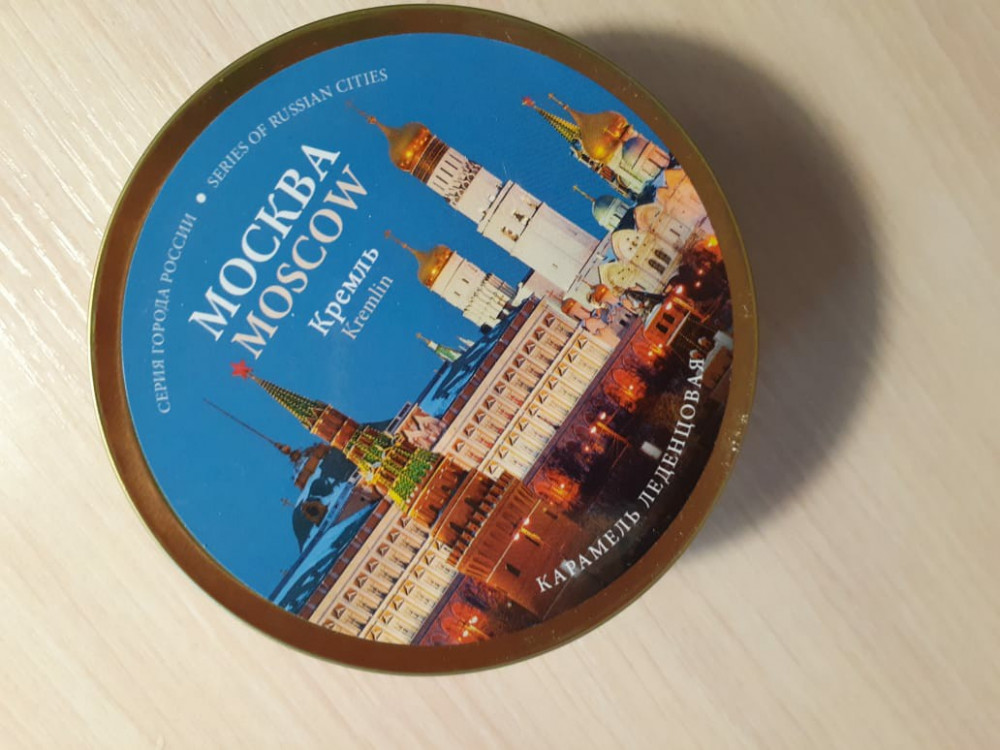 СЕРИЯ ГОРОДА РОССИИ • SERIES OF RUSSIAN CITIES
МОСКВА
MOSCOW
Кремль
Kremlin
КАРАМЕЛЬ ЛЕДЕНЦОВАЯ